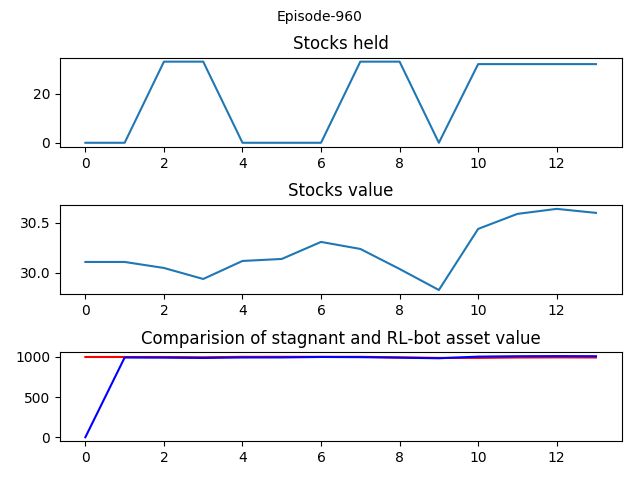 Episode-960
Stocks held
20
0
0 2 4 6 8 10 12
Stocks value
30.5
30.0
0 2 4 6 8 10 12
Comparision of stagnant and RL-bot asset value
1000
500
0
0 2 4 6 8 10 12